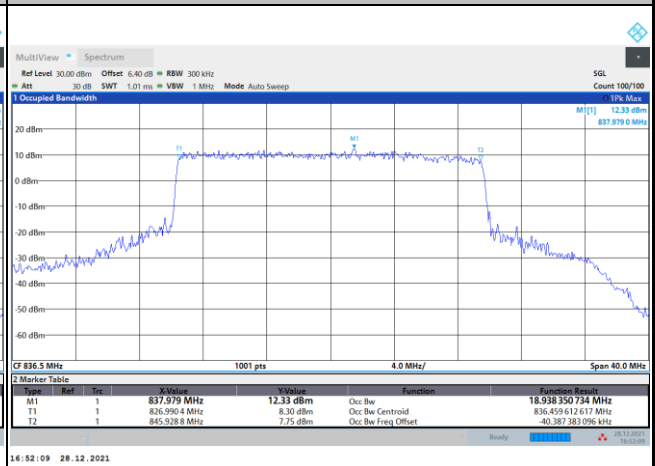 MultiView Spectrum
Ref Level 30.00 dBm Offset 6.40 dB RBW 300 kHz SGL
Att 30 dB SWT 1.01 ms VBW 1 MHz Mode Auto Sweep Count 100/100
1 Occupied Bandwidth 1Pk Max
M1[1] 12.33 dBm
837.979 0 MHz
20 dBm
M1
T1
T2
10 dBm
0 dBm
-10 dBm
-20 dBm
-30 dBm
-40 dBm
-50 dBm
-60 dBm
CF 836.5 MHz 1001 pts 4.0 MHz/ Span 40.0 MHz
2 Marker Table
Type Ref Trc X-Value Y-Value Function Function Result
M1 1 837.979 MHz 12.33 dBm Occ Bw 18.938 350 734 MHz
T1 1 826.990 4 MHz 8.30 dBm Occ Bw Centroid 836.459 612 617 MHz
T2 1 845.928 8 MHz 7.75 dBm Occ Bw Freq Offset -40.387 383 096 kHz
Ready 28.12.2021
16:52:09
16:52:09 28.12.2021